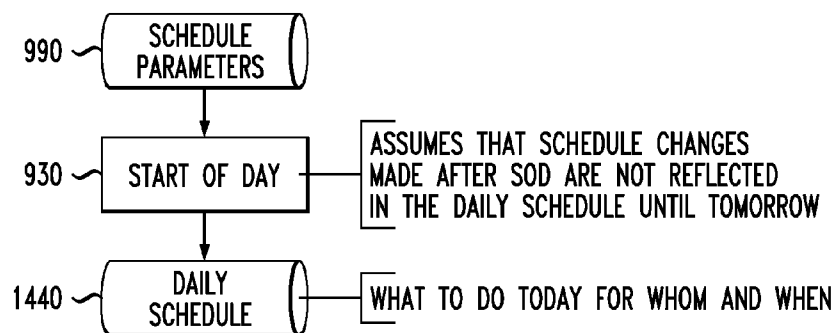 990
SCHEDULE
PARAMETERS
930
START OF DAY
ASSUMES THAT SCHEDULE CHANGES
MADE AFTER SOD ARE NOT REFLECTED
IN THE DAILY SCHEDULE UNTIL TOMORROW
1440
DAILY
SCHEDULE
WHAT TO DO TODAY FOR WHOM AND WHEN